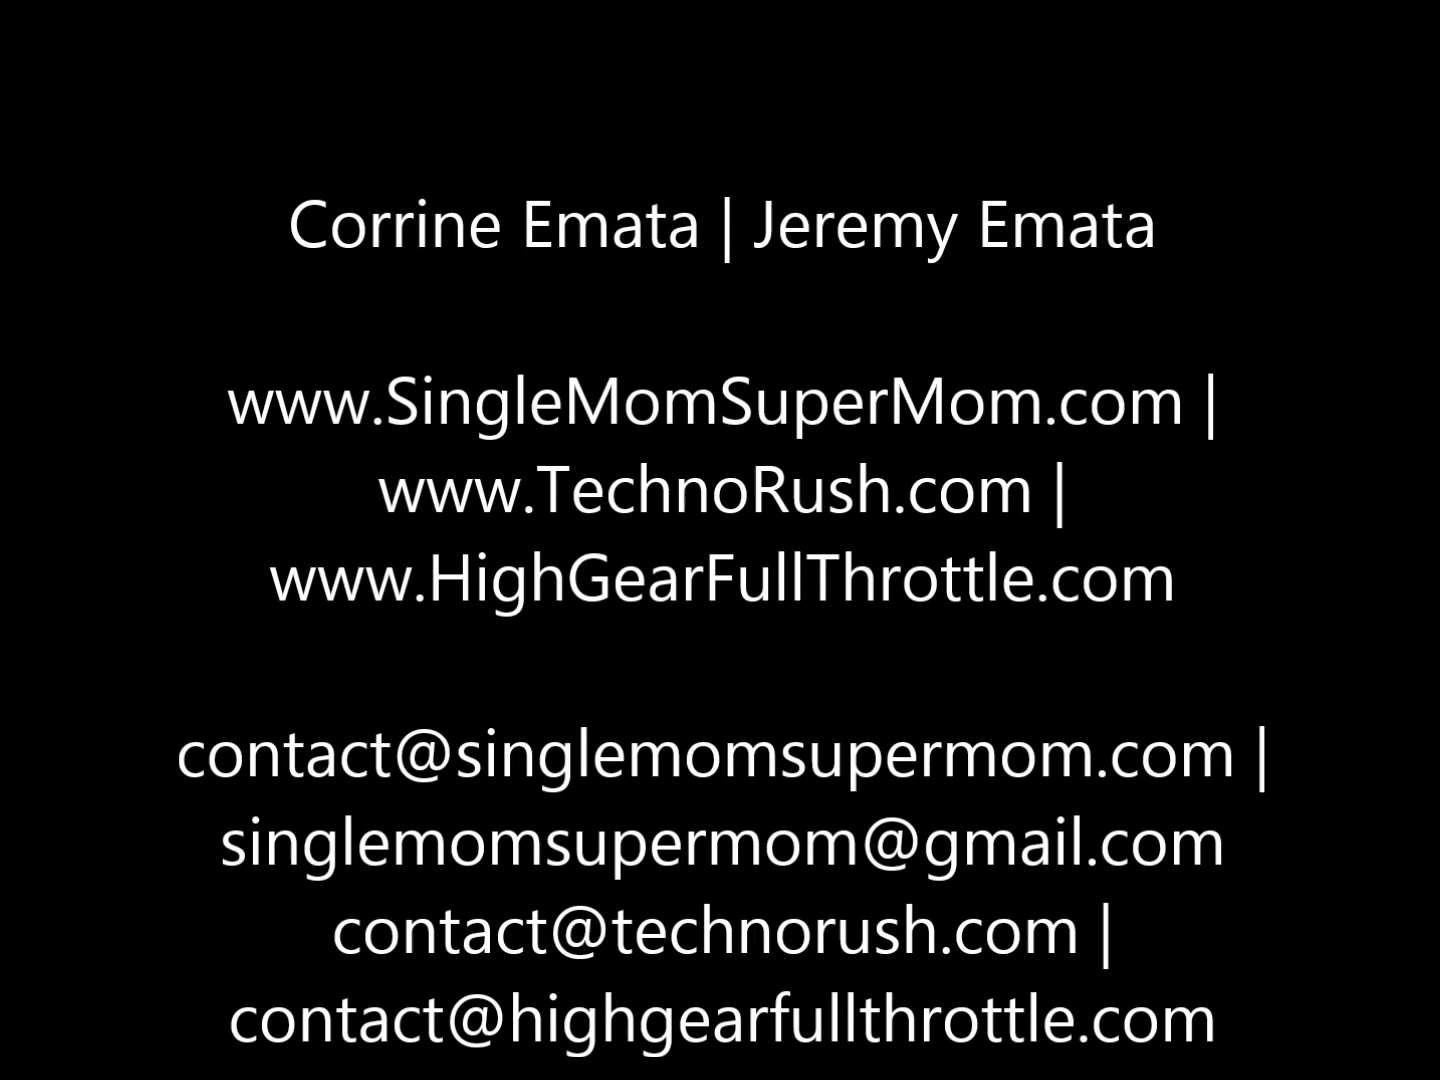 Corrine Emata | Jeremy Emata
www.SingleMomSuperMom.com |
www.TechnoRush.com |
www.HighGearFullThrottle.com
contact@singlemomsupermom.com |
singlemomsupermom@gmail.com
contact@technorush.com |
contact@highgearfullthrottle.com